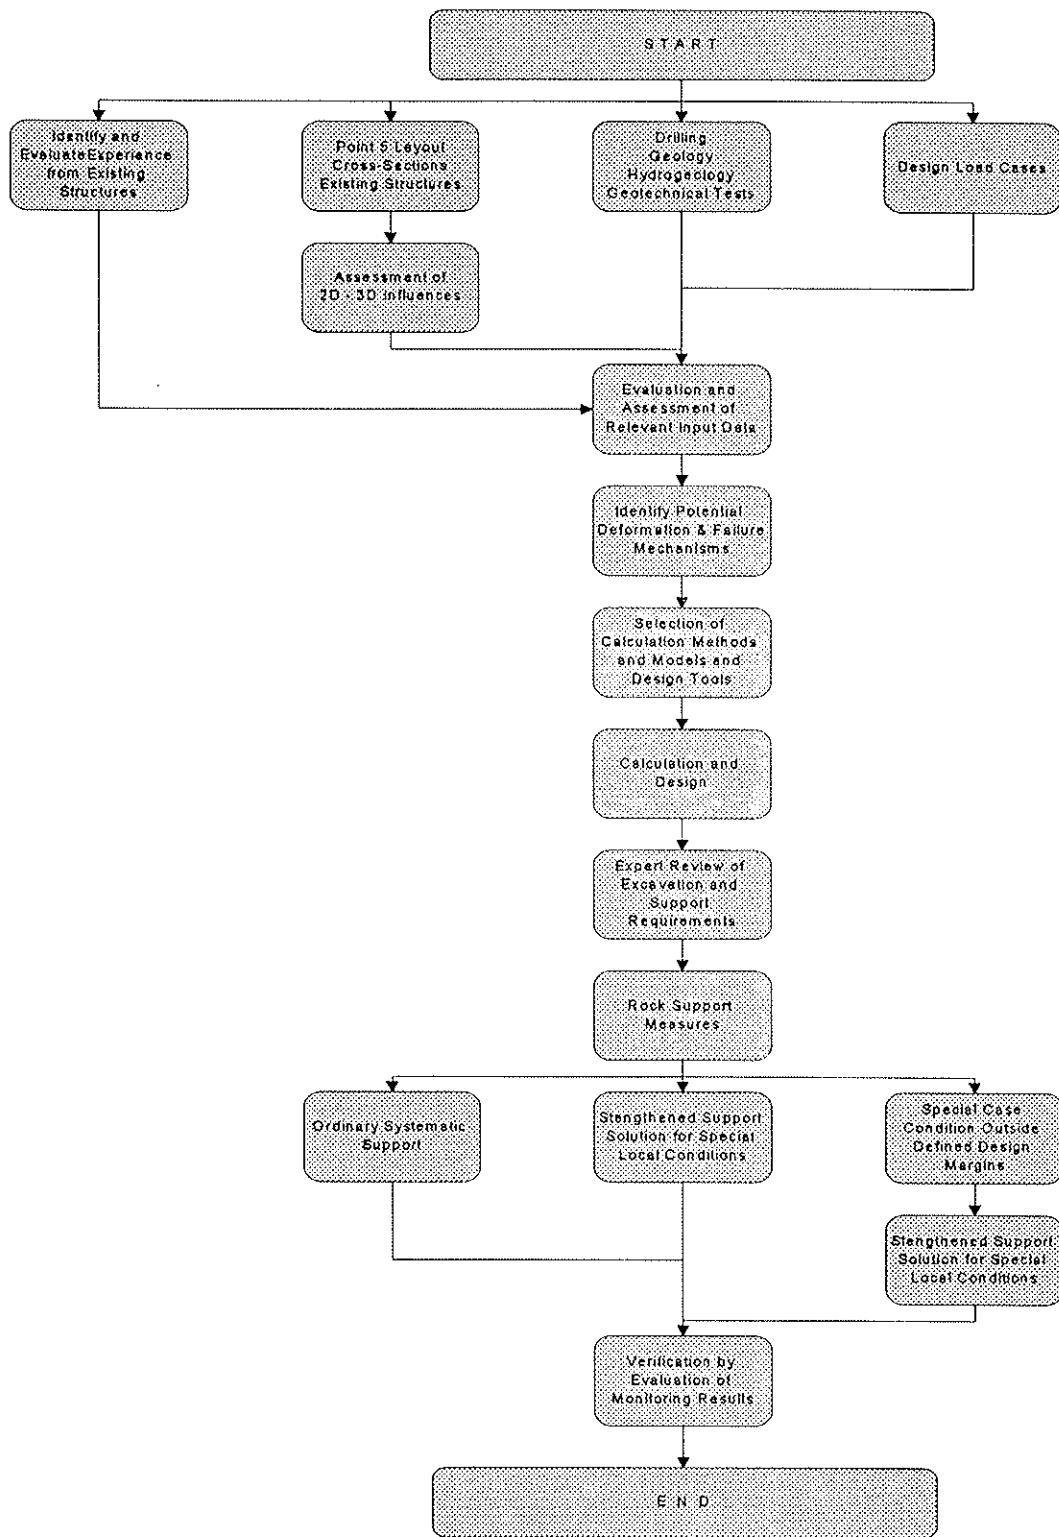 START
Identify and
Evaluate Experience
from Existing
Structures
Point 5 Layout
Cross-Sections
Existing Structures
Drilling
Geology
Hydrogeology
Geotechnical Tests
Design Load Cases
Assessment of
2D - 3D Influences
Evaluation and
Assessment of
Relevant Input Data
Identify Potential
Deformation & Failure
Mechanisms
Selection of
Calculation Methods
and Models and
Design Tools
Calculation and
Design
Expert Review of
Excavation and
Support
Requirements
Rock Support
Measures
Ordinary Systematic
Support
Stengthened Support
Solution for Special
Local Conditions
Special Case
Condition Outside
Defined Design
Margins
Stengthened Support
Solution for Special
Local Conditions
Verification by
Evaluation of
Monitoring Results
END